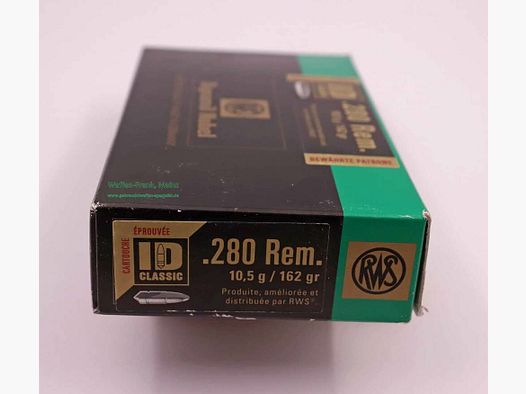 .280 Rem.
BEWÄHRTE PATRONE
Waffen-Frank, Mainz
CARTOUCHE
ÉPROUVÉE
ID
CLASSIC
.280 Rem.
10,5 g / 162 gr
Produite, améliorée et
distribuée par RWS
RWS